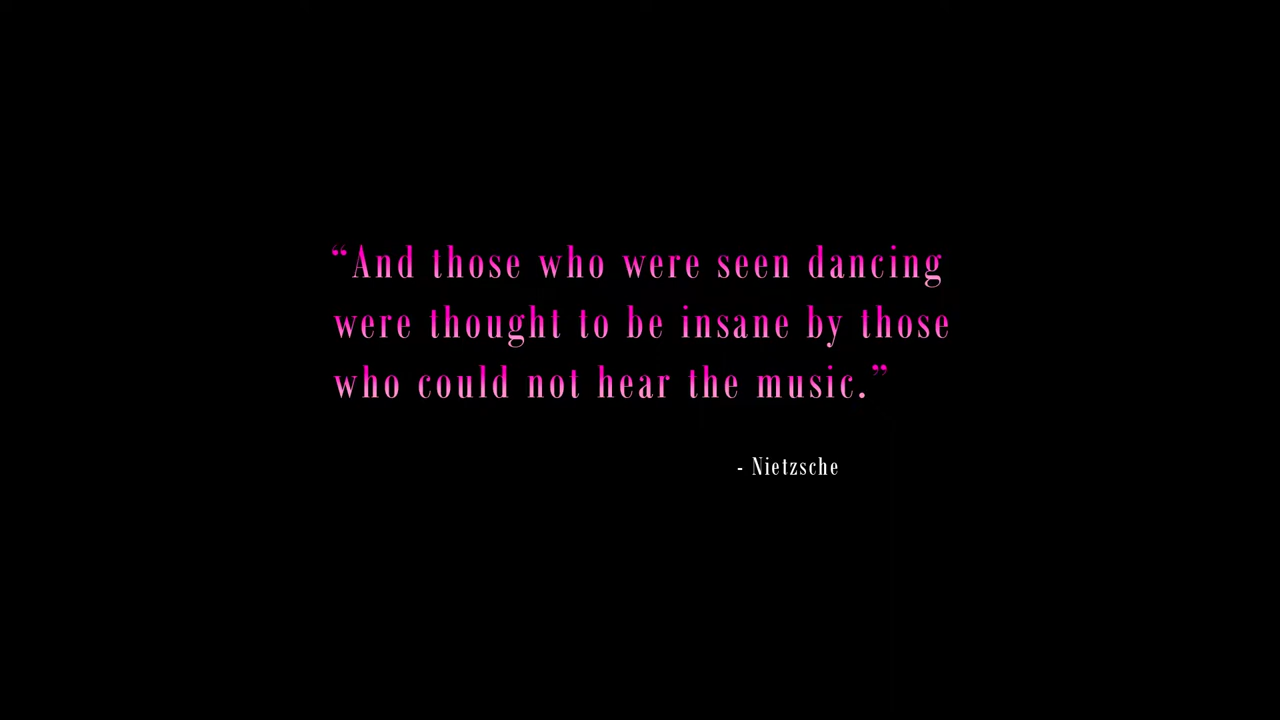 “And those who were seen dancing
were thought to be insane by those
who could not hear the music.”
- Nietzsche